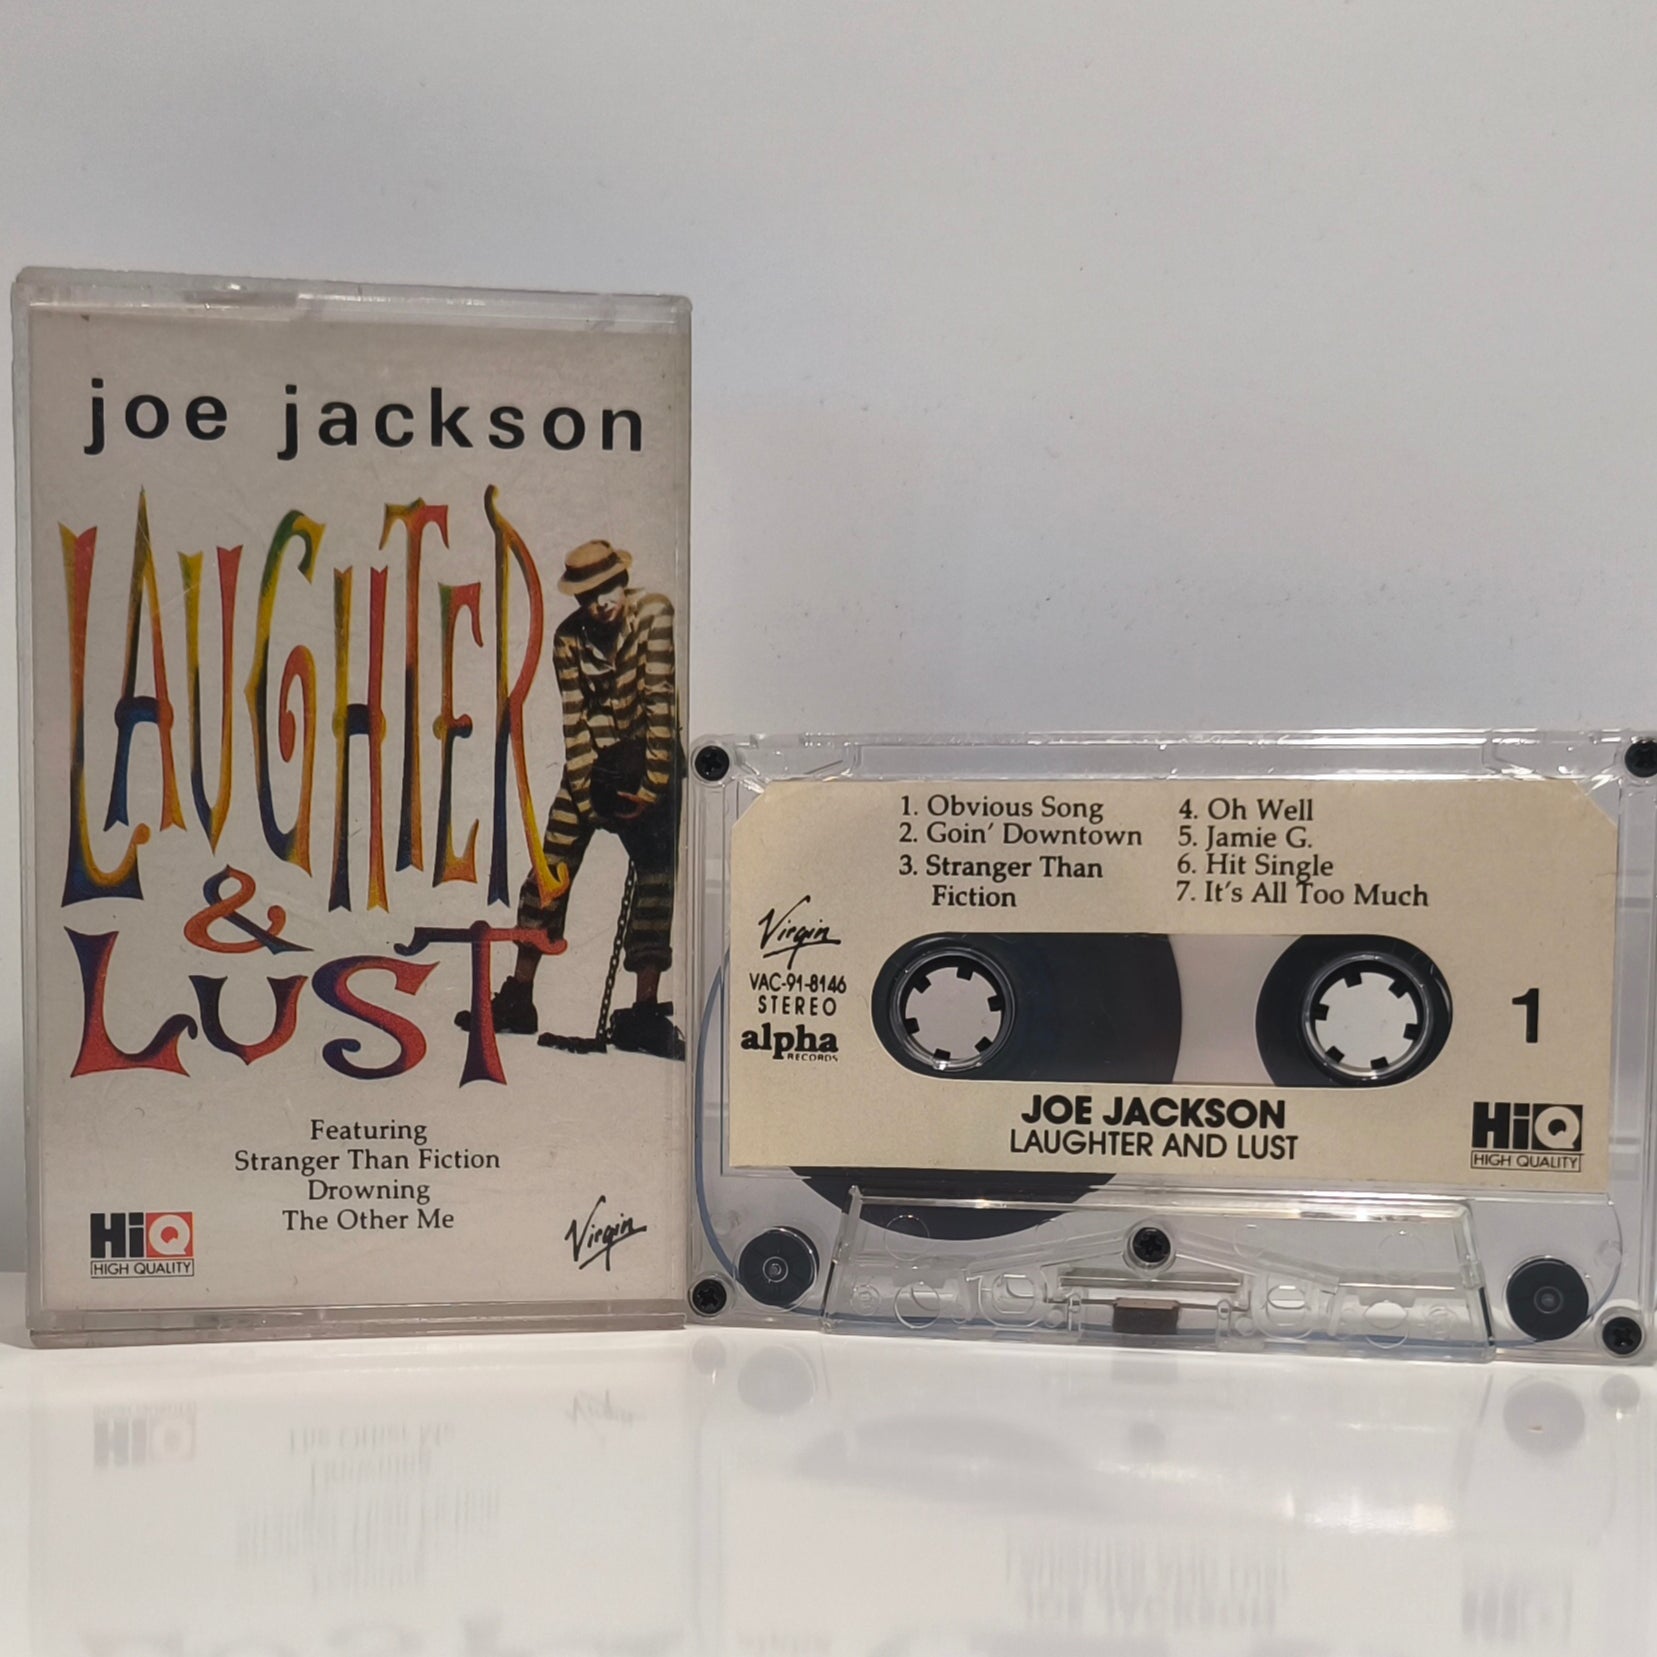 joe jackson
LAUGHTER
&
LUST
Featuring
Stranger Than Fiction
Drowning
The Other Me
HiQ
HIGH QUALITY
Virgin
1. Obvious Song
2. Goin' Downtown
3. Stranger Than
Fiction
4. Oh Well
5. Jamie G.
6. Hit Single
7. It's All Too Much
Virgin
VAC-91-8146
STEREO
alpha
RECORDS
1
JOE JACKSON
LAUGHTER AND LUST
HiQ
HIGH QUALITY